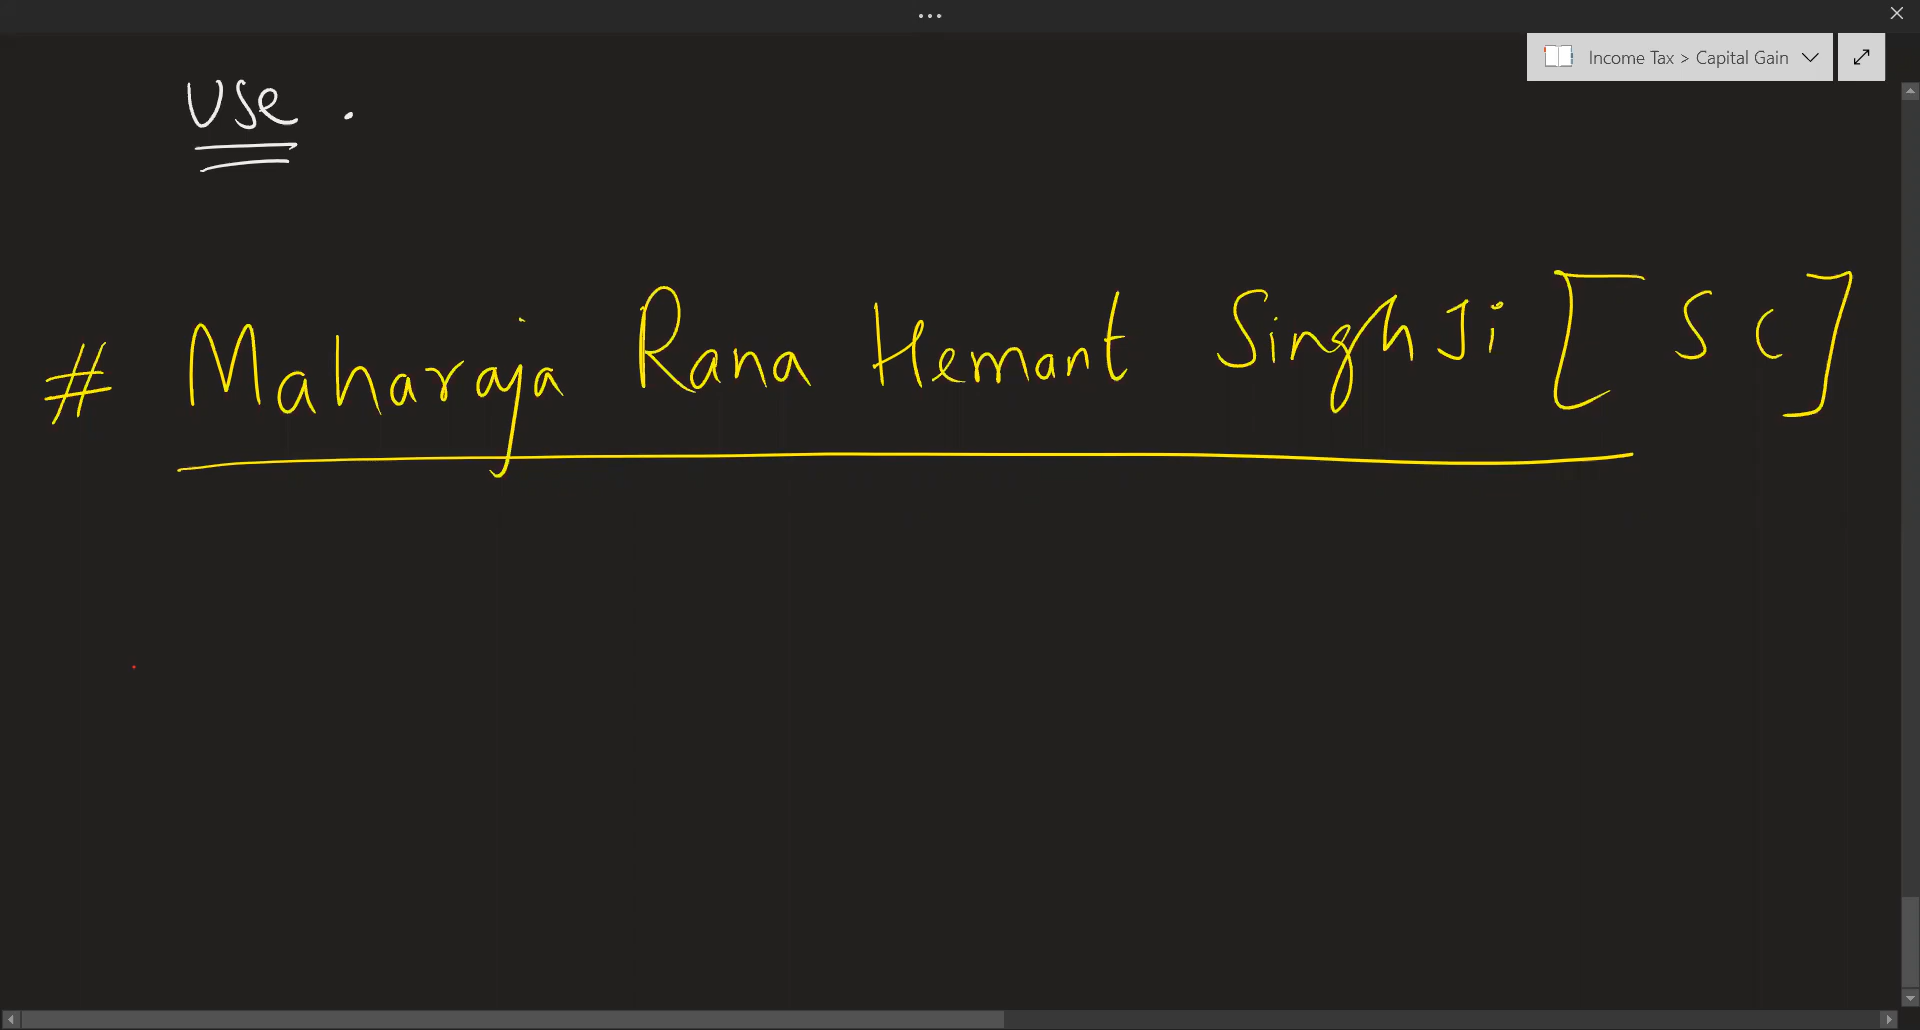 Income Tax > Capital Gain
Use .
# Maharaja Rana Hemant Singh Ji [ SC ]